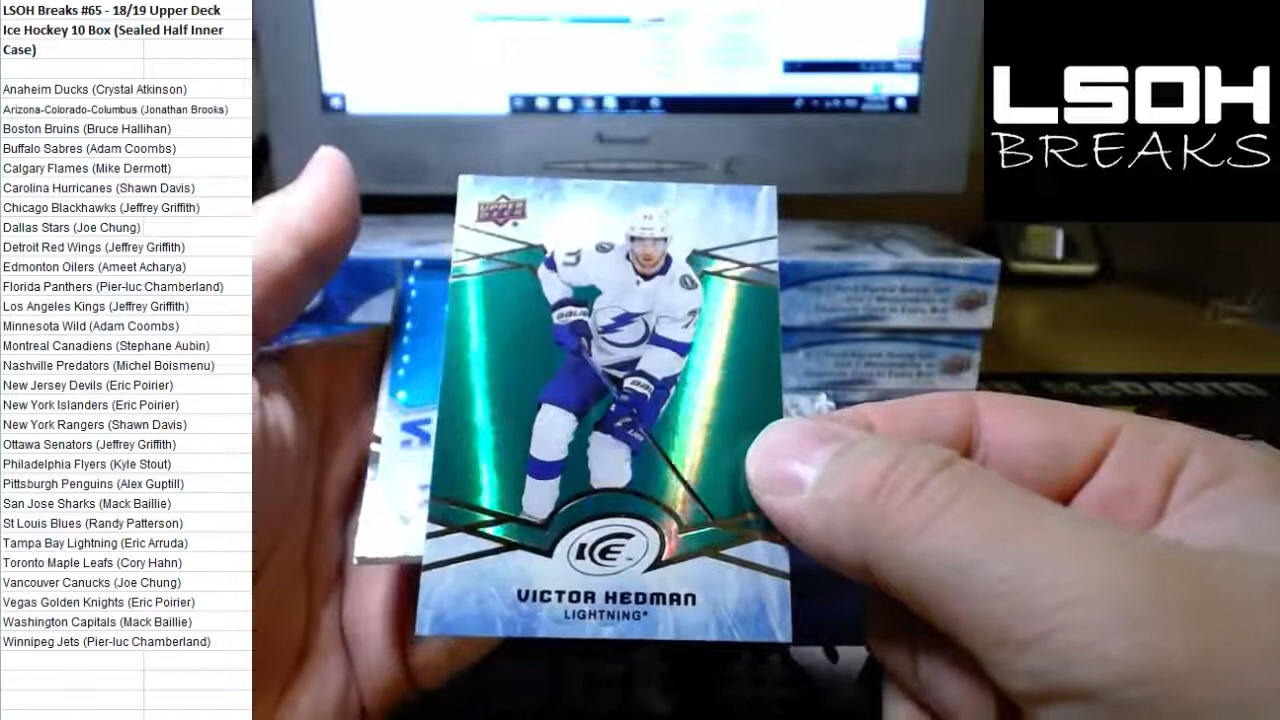 LSOH Breaks #65 - 18/19 Upper Deck
Ice Hockey 10 Box (Sealed Half Inner
Case)
Anaheim Ducks (Crystal Atkinson)
Arizona-Colorado-Columbus (Jonathan Brooks)
Boston Bruins (Bruce Hallihan)
Buffalo Sabres (Adam Coombs)
Calgary Flames (Mike Dermott)
Carolina Hurricanes (Shawn Davis)
Chicago Blackhawks (Jeffrey Griffith)
Dallas Stars (Joe Chung)
Detroit Red Wings (Jeffrey Griffith)
Edmonton Oilers (Ameet Acharya)
Florida Panthers (Pier-luc Chamberland)
Los Angeles Kings (Jeffrey Griffith)
Minnesota Wild (Adam Coombs)
Montreal Canadiens (Stephane Aubin)
Nashville Predators (Michel Boismenu)
New Jersey Devils (Eric Poirier)
New York Islanders (Eric Poirier)
New York Rangers (Shawn Davis)
Ottawa Senators (Jeffrey Griffith)
Philadelphia Flyers (Kyle Stout)
Pittsburgh Penguins (Alex Guptill)
San Jose Sharks (Mack Baillie)
St Louis Blues (Randy Patterson)
Tampa Bay Lightning (Eric Arruda)
Toronto Maple Leafs (Cory Hahn)
Vancouver Canucks (Joe Chung)
Vegas Golden Knights (Eric Poirier)
Washington Capitals (Mack Baillie)
Winnipeg Jets (Pier-luc Chamberland)
LSOH
BREAKS
UPPER DECK
ICE
VICTOR HEDMAN
LIGHTNING
McDAVID